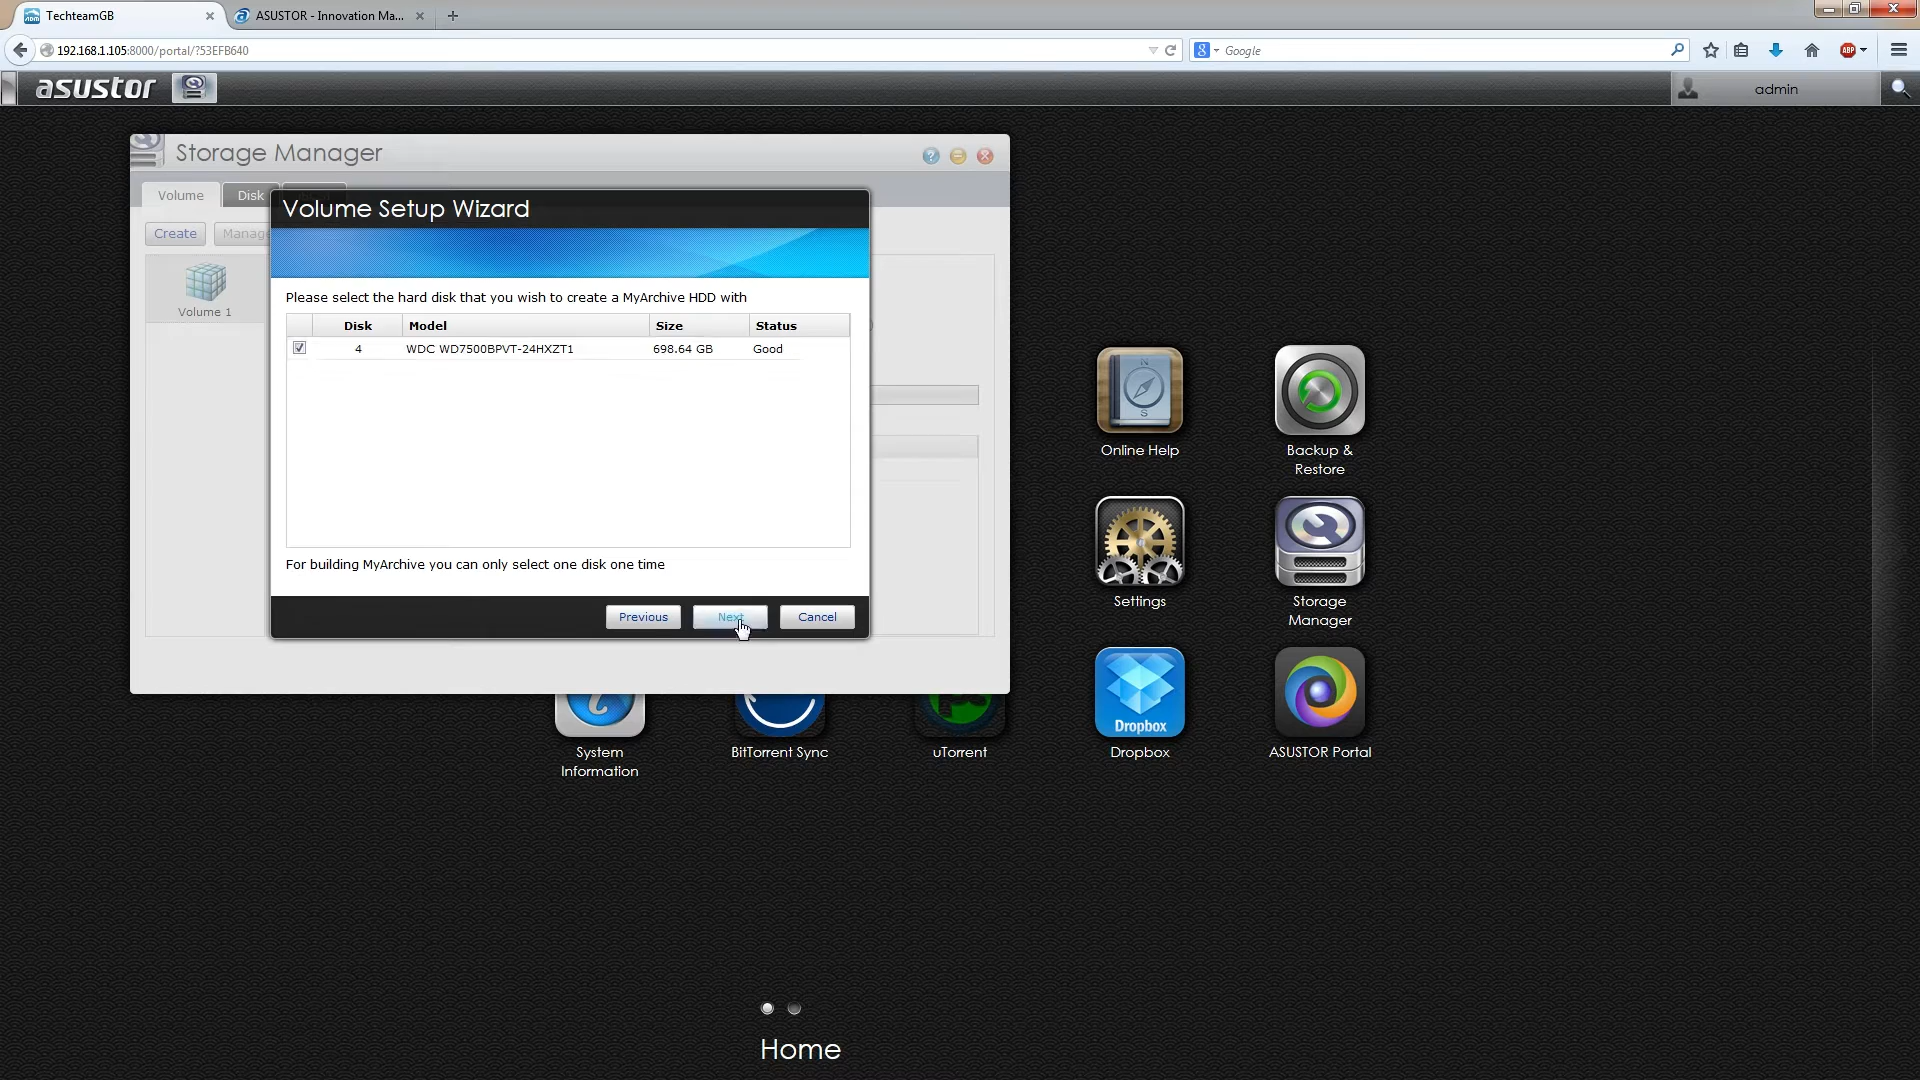 TechteamGB
ASUSTOR - Innovation Ma...
192.168.1.105:8000/portal/?53EFB640
Google
ABP
asustor
admin
Storage Manager
Volume
Disk
Create
Manag
Volume 1
Volume Setup Wizard
Please select the hard disk that you wish to create a MyArchive HDD with
Disk Model Size Status
4 WDC WD7500BPVT-24HXZT1 698.64 GB Good
For building MyArchive you can only select one disk one time
Previous
Next
Cancel
N
S
Online Help
Backup &
Restore
Settings
Storage
Manager
Dropbox
System
Information
BitTorrent Sync
uTorrent
Dropbox
ASUSTOR Portal
Home